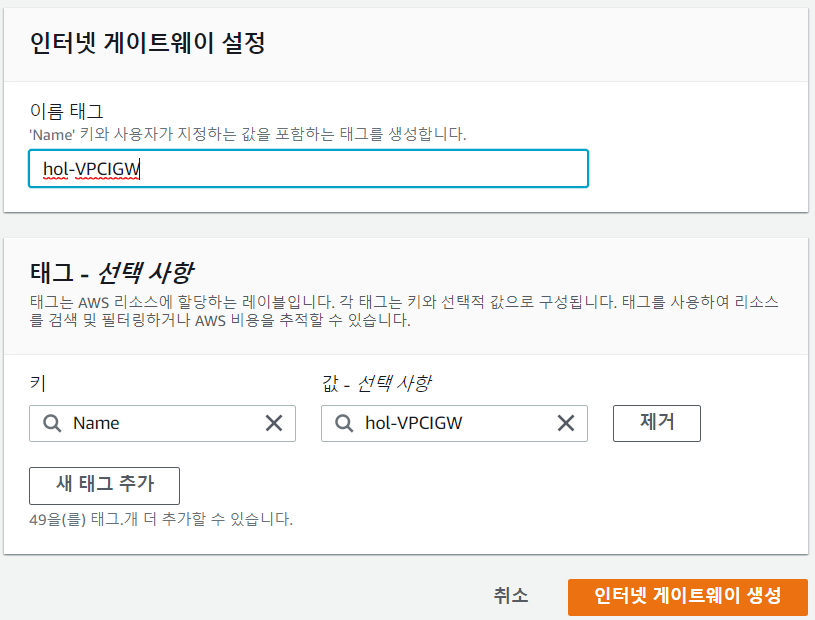 인터넷 게이트웨이 설정
이름 태그
'Name' 키와 사용자가 지정하는 값을 포함하는 태그를 생성합니다.
hol-VPCIGW
태그 - 선택 사항
태그는 AWS 리소스에 할당하는 레이블입니다. 각 태그는 키와 선택적 값으로 구성됩니다. 태그를 사용하여 리소스
를 검색 및 필터링하거나 AWS 비용을 추적할 수 있습니다.
키 값 - 선택 사항
Name hol-VPCIGW 제거
새 태그 추가
49을(를) 태그.개 더 추가할 수 있습니다.
취소 인터넷 게이트웨이 생성